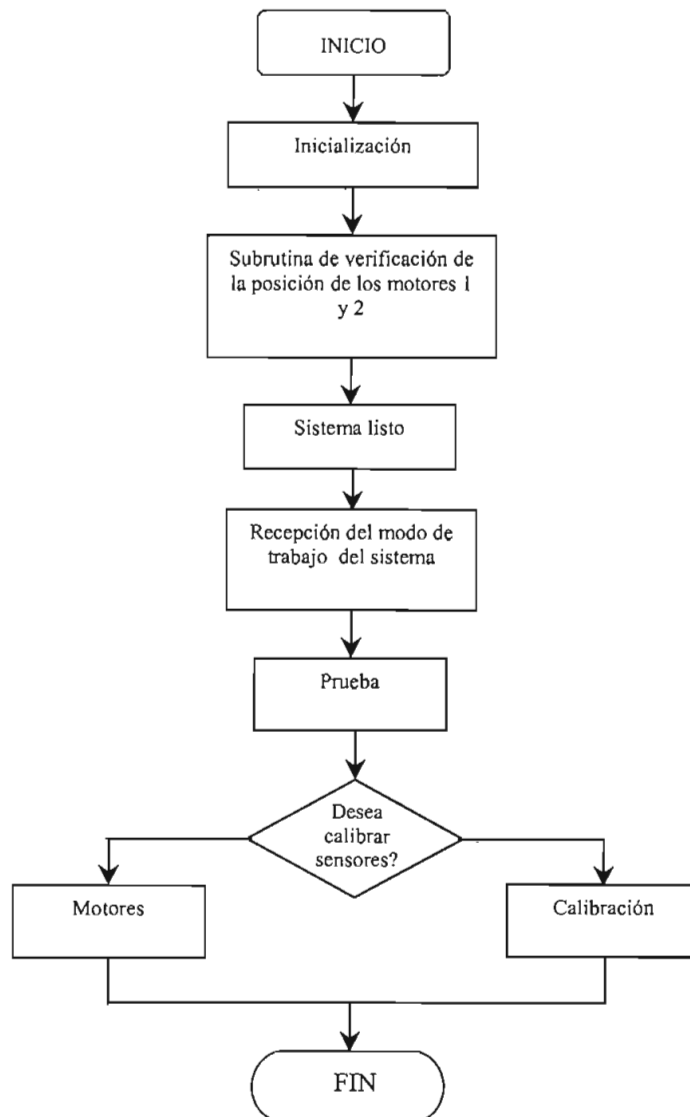 INICIO
Inicialización
Subrutina de verificación de
la posición de los motores 1
y 2
Sistema listo
Recepción del modo de
trabajo del sistema
Prueba
Desea
calibrar
sensores?
Motores
Calibración
FIN